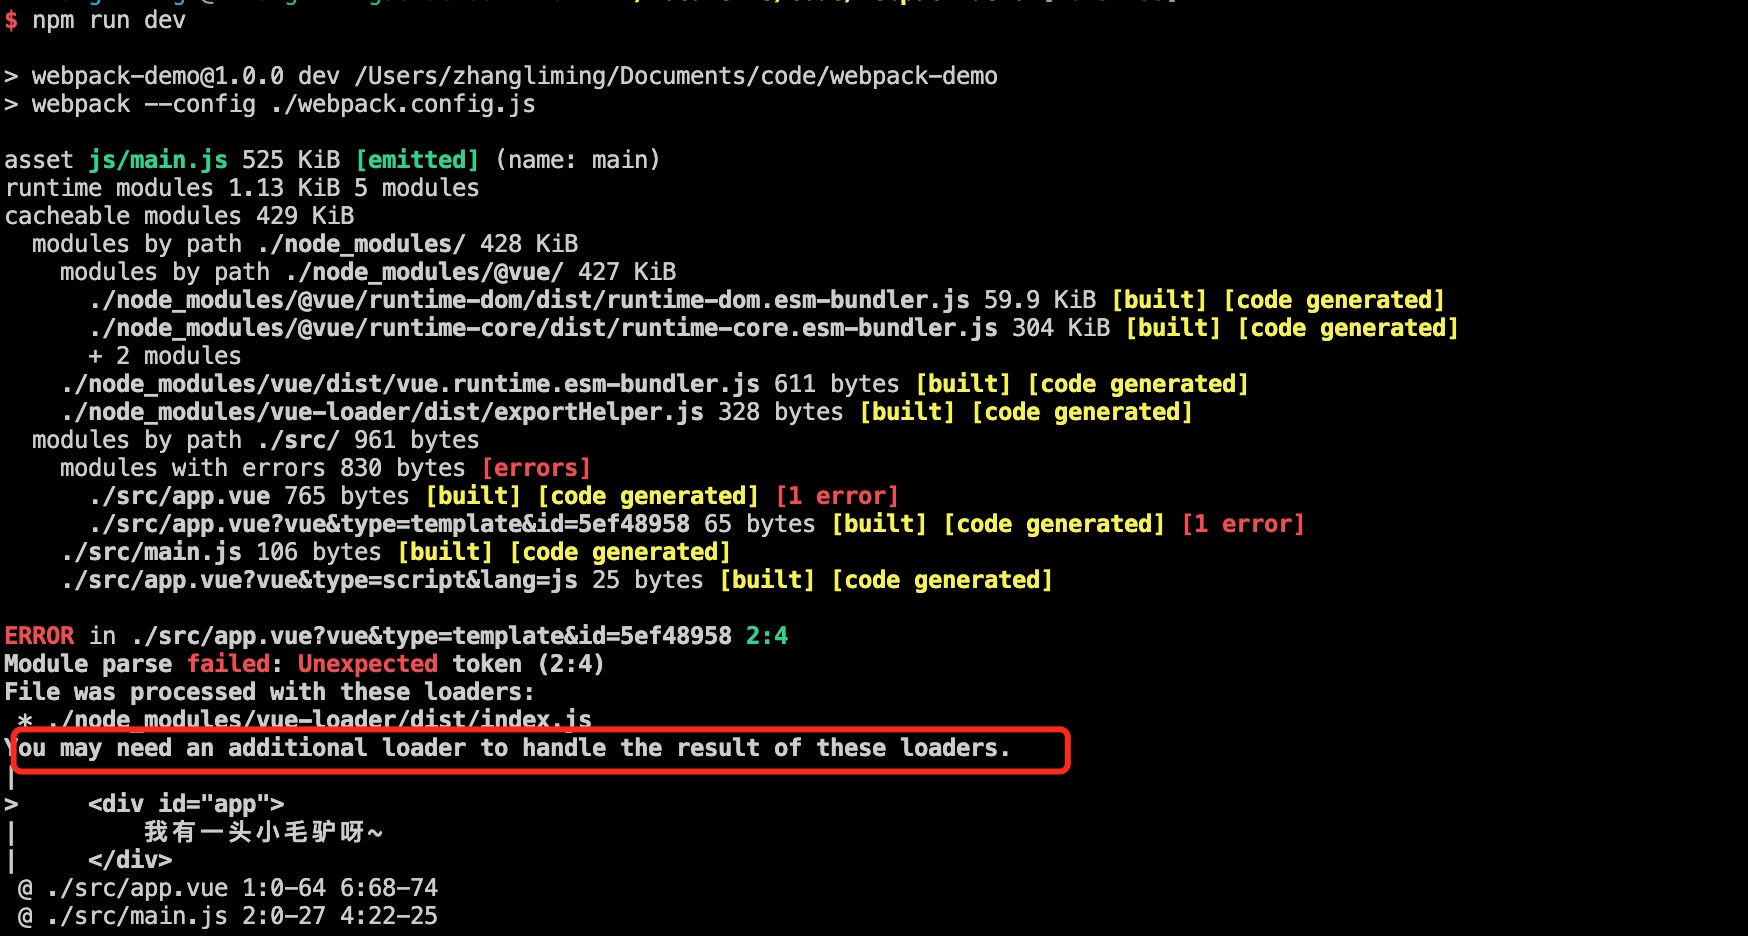 $ npm run dev
> webpack-demo@1.0.0 dev /Users/zhangliming/Documents/code/webpack-demo
> webpack --config ./webpack.config.js
asset js/main.js 525 KiB [emitted] (name: main)
runtime modules 1.13 KiB 5 modules
cacheable modules 429 KiB
  modules by path ./node_modules/ 428 KiB
    modules by path ./node_modules/@vue/ 427 KiB
      ./node_modules/@vue/runtime-dom/dist/runtime-dom.esm-bundler.js 59.9 KiB [built] [code generated]
      ./node_modules/@vue/runtime-core/dist/runtime-core.esm-bundler.js 304 KiB [built] [code generated]
      + 2 modules
    ./node_modules/vue/dist/vue.runtime.esm-bundler.js 611 bytes [built] [code generated]
    ./node_modules/vue-loader/dist/exportHelper.js 328 bytes [built] [code generated]
  modules by path ./src/ 961 bytes
    modules with errors 830 bytes [errors]
      ./src/app.vue 765 bytes [built] [code generated] [1 error]
      ./src/app.vue?vue&type=template&id=5ef48958 65 bytes [built] [code generated] [1 error]
    ./src/main.js 106 bytes [built] [code generated]
    ./src/app.vue?vue&type=script&lang=js 25 bytes [built] [code generated]
ERROR in ./src/app.vue?vue&type=template&id=5ef48958 2:4
Module parse failed: Unexpected token (2:4)
File was processed with these loaders:
 * ./node_modules/vue-loader/dist/index.js
You may need an additional loader to handle the result of these loaders.
|
>     <div id="app">
|         我有一头小毛驴呀~
|     </div>
 @ ./src/app.vue 1:0-64 6:68-74
 @ ./src/main.js 2:0-27 4:22-25